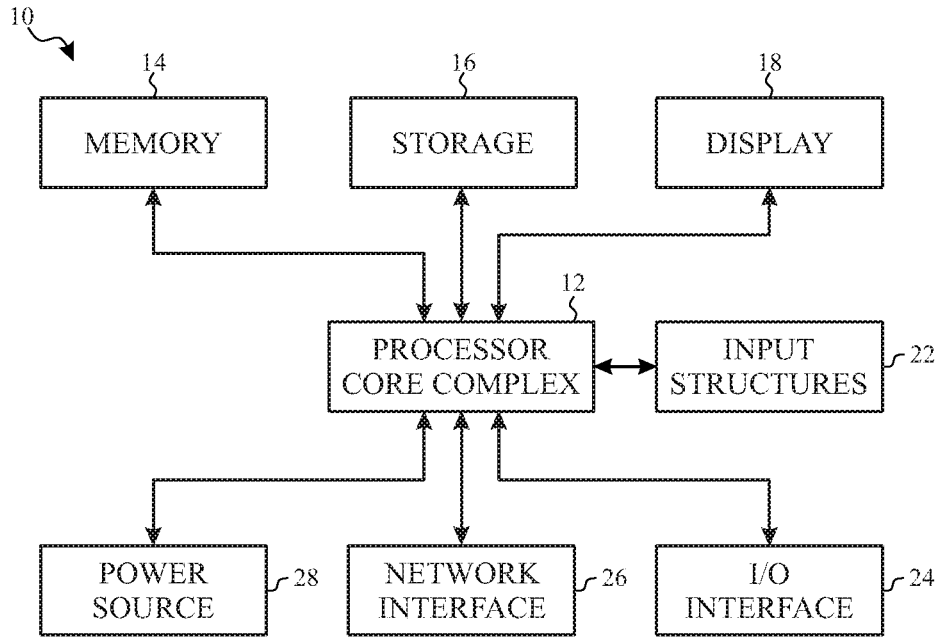 10
14
16
18
MEMORY
STORAGE
DISPLAY
12
PROCESSOR
CORE COMPLEX
INPUT
STRUCTURES
22
POWER
SOURCE
28
NETWORK
INTERFACE
26
I/O
INTERFACE
24